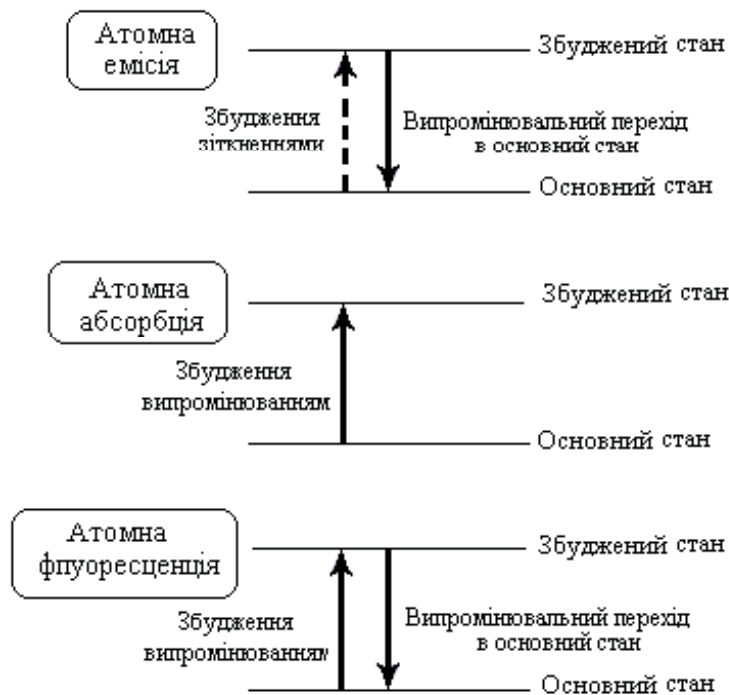 Атомна
емісія
Збуджений стан
Збудження
зіткненнями
Випромінювальний перехід
в основний стан
Основний стан
Атомна
абсорбція
Збуджений стан
Збудження
випромінюванням
Основний стан
Атомна
фпуоресценція
Збуджений стан
Збудження
випромінюванням
Випромінювальний перехід
в основний стан
Основний стан